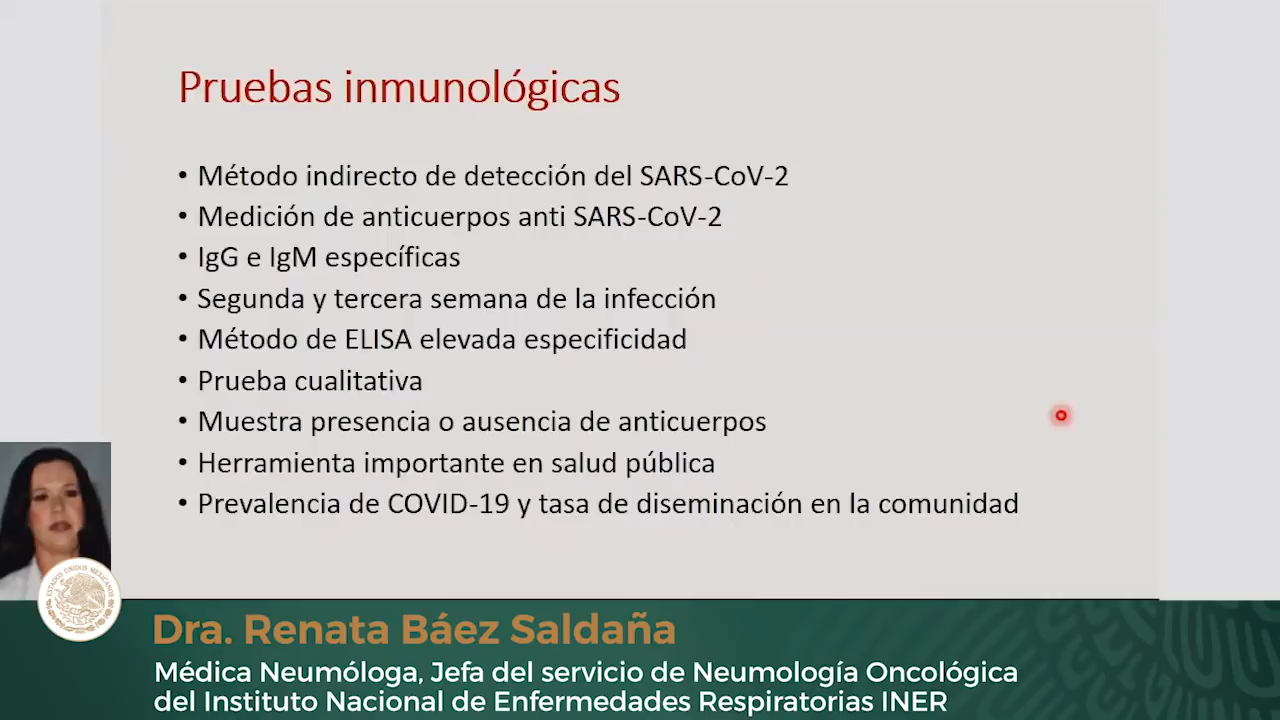 Pruebas inmunológicas
• Método indirecto de detección del SARS-CoV-2
• Medición de anticuerpos anti SARS-CoV-2
• IgG e IgM específicas
• Segunda y tercera semana de la infección
• Método de ELISA elevada especificidad
• Prueba cualitativa
• Muestra presencia o ausencia de anticuerpos
• Herramienta importante en salud pública
• Prevalencia de COVID-19 y tasa de diseminación en la comunidad
ESTADOS UNIDOS MEXICANOS
Dra. Renata Báez Saldaña
Médica Neumóloga, Jefa del servicio de Neumología Oncológica
del Instituto Nacional de Enfermedades Respiratorias INER